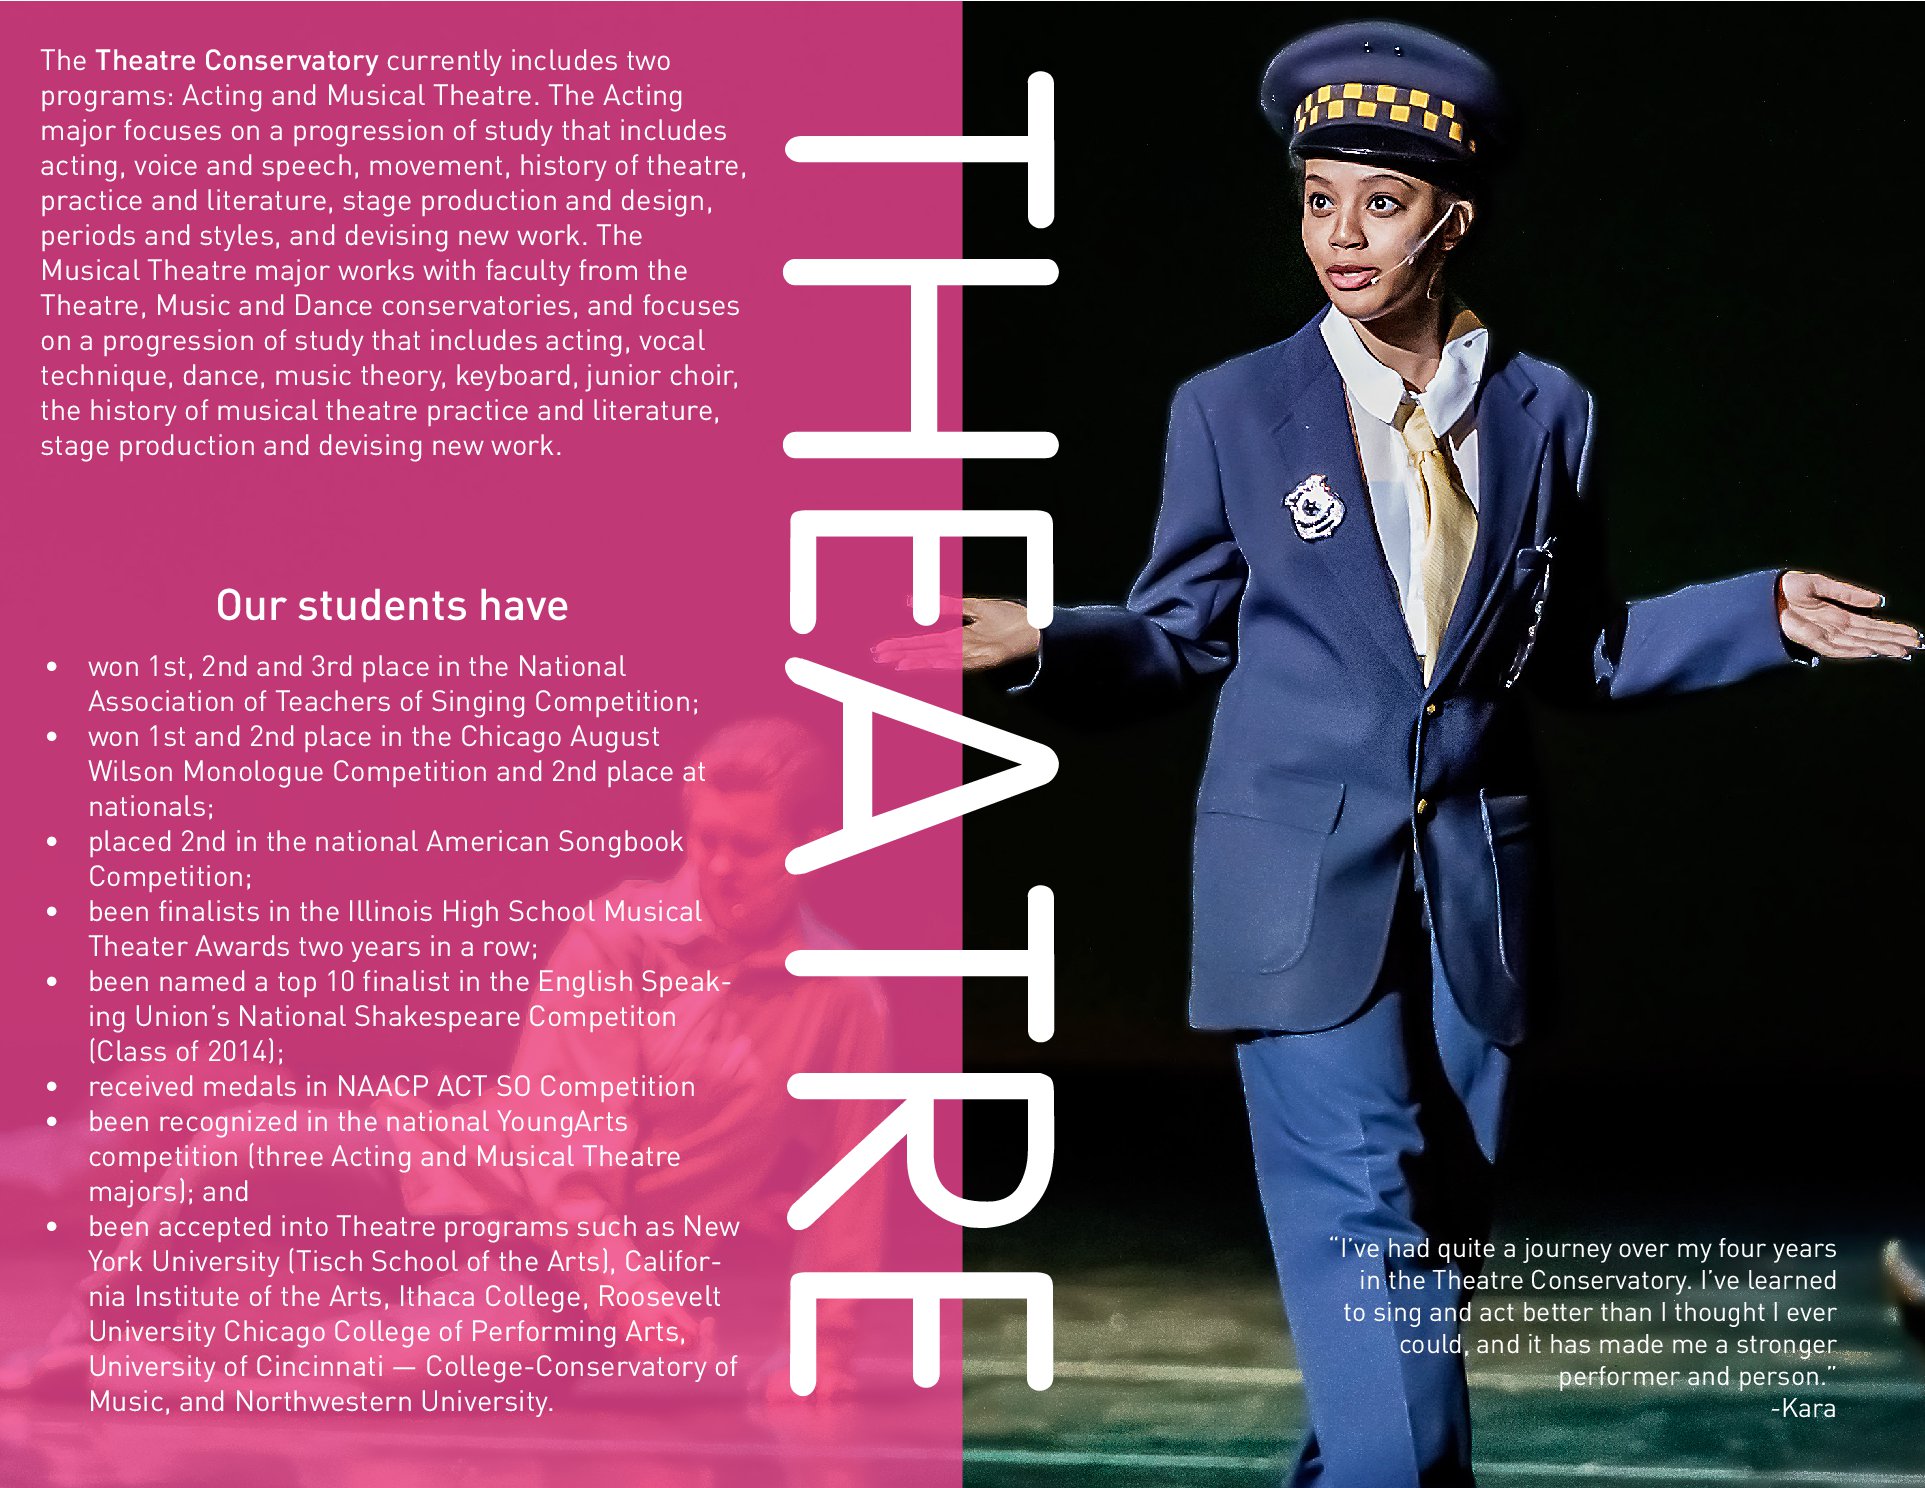 The Theatre Conservatory currently includes two
programs: Acting and Musical Theatre. The Acting
major focuses on a progression of study that includes
acting, voice and speech, movement, history of theatre,
practice and literature, stage production and design,
periods and styles, and devising new work. The
Musical Theatre major works with faculty from the
Theatre, Music and Dance conservatories, and focuses
on a progression of study that includes acting, vocal
technique, dance, music theory, keyboard, junior choir,
the history of musical theatre practice and literature,
stage production and devising new work.
Our students have
• won 1st, 2nd and 3rd place in the National
Association of Teachers of Singing Competition;
• won 1st and 2nd place in the Chicago August
Wilson Monologue Competition and 2nd place at
nationals;
• placed 2nd in the national American Songbook
Competition;
• been finalists in the Illinois High School Musical
Theater Awards two years in a row;
• been named a top 10 finalist in the English Speak-
ing Union’s National Shakespeare Competiton
(Class of 2014);
• received medals in NAACP ACT SO Competition
• been recognized in the national YoungArts
competition (three Acting and Musical Theatre
majors); and
• been accepted into Theatre programs such as New
York University (Tisch School of the Arts), Califor-
nia Institute of the Arts, Ithaca College, Roosevelt
University Chicago College of Performing Arts,
University of Cincinnati — College-Conservatory of
Music, and Northwestern University.
THEATRE
“I’ve had quite a journey over my four years
in the Theatre Conservatory. I’ve learned
to sing and act better than I thought I ever
could, and it has made me a stronger
performer and person.”
-Kara